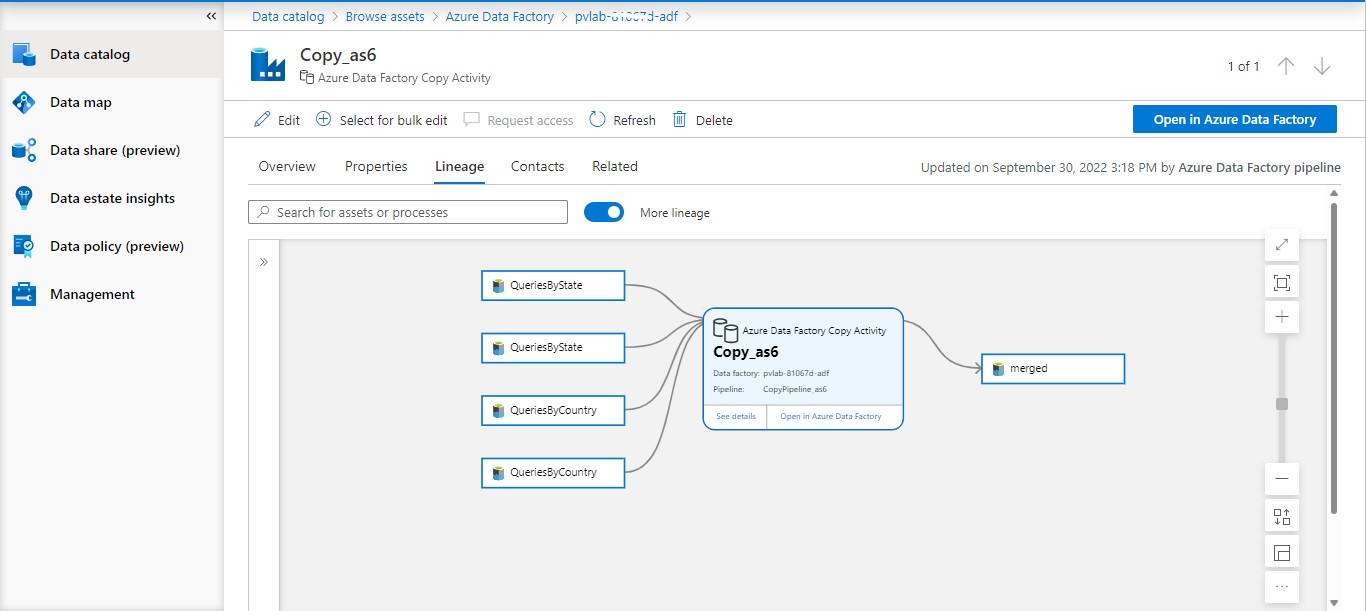 Data catalog > Browse assets > Azure Data Factory > pvlab-81067d-adf >
Data catalog
Data map
Data share (preview)
Data estate insights
Data policy (preview)
Management
Copy_as6
Azure Data Factory Copy Activity
1 of 1
Edit Select for bulk edit Request access Refresh Delete
Open in Azure Data Factory
Overview Properties Lineage Contacts Related
Updated on September 30, 2022 3:18 PM by Azure Data Factory pipeline
Search for assets or processes
More lineage
QueriesByState
QueriesByState
QueriesByCountry
QueriesByCountry
Azure Data Factory Copy Activity
Copy_as6
Data factory: pvlab-81067d-adf
Pipeline: CopyPipeline_as6
See details Open in Azure Data Factory
merged